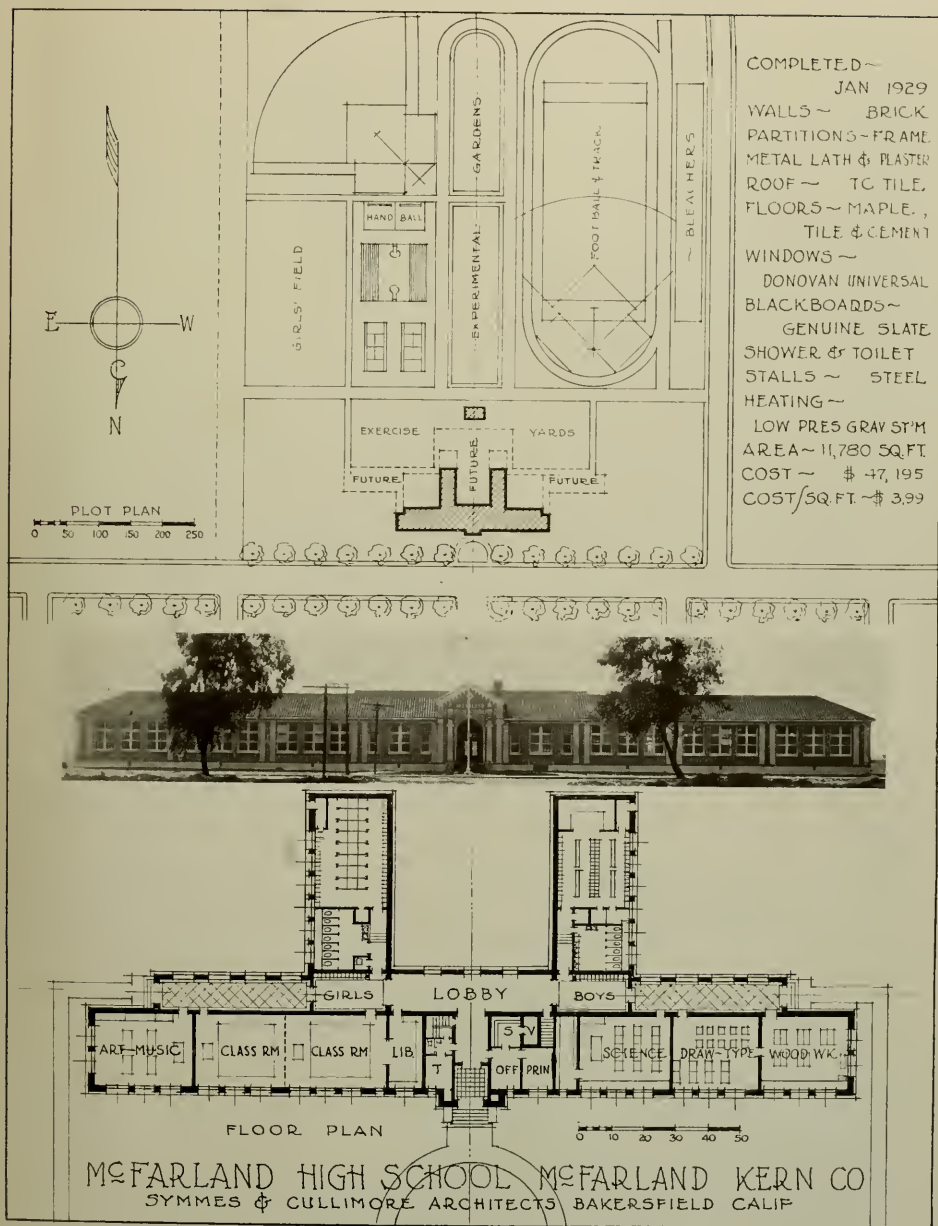 COMPLETED~
JAN 1929
WALLS~ BRICK
PARTITIONS~FRAME
METAL LATH & PLASTER
ROOF~ TC TILE
FLOORS~MAPLE,
TILE & CEMENT
WINDOWS~
DONOVAN UNIVERSAL
BLACKBOARDS~
GENUINE SLATE
SHOWER & TOILET
STALLS~ STEEL
HEATING~
LOW PRES GRAV ST'M
AREA~11,780 SQ.FT.
COST~ $47,195
COST/SQ.FT.~$3.99
GIRLS' FIELD
HAND BALL
EXPERIMENTAL GARDENS
FOOT BALL & TRACK
~BLEACHERS
E W
N
EXERCISE YARDS
FUTURE FUTURE FUTURE
PLOT PLAN
0 50 100 150 200 250
GIRLS LOBBY BOYS
ART~MUSIC CLASS RM CLASS RM LIB. T S V OFF PRIN SCIENCE DRAW~TYPE WOOD WK.
FLOOR PLAN
0 10 20 30 40 50
McFARLAND HIGH SCHOOL McFARLAND KERN CO
SYMMES & CULLIMORE ARCHITECTS BAKERSFIELD CALIF